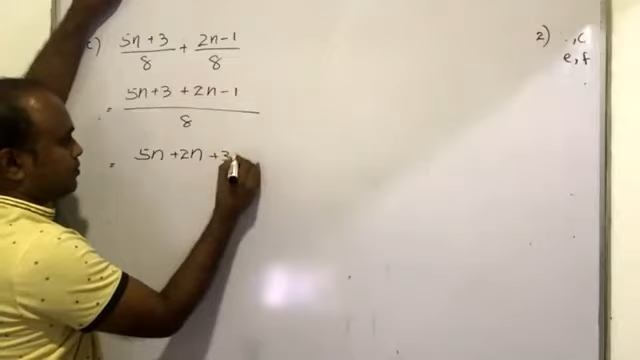 c) 5n+3/8 + 2n-1/8
= 5n+3+2n-1/8
= 5n+2n+3
2) ., c
e, f